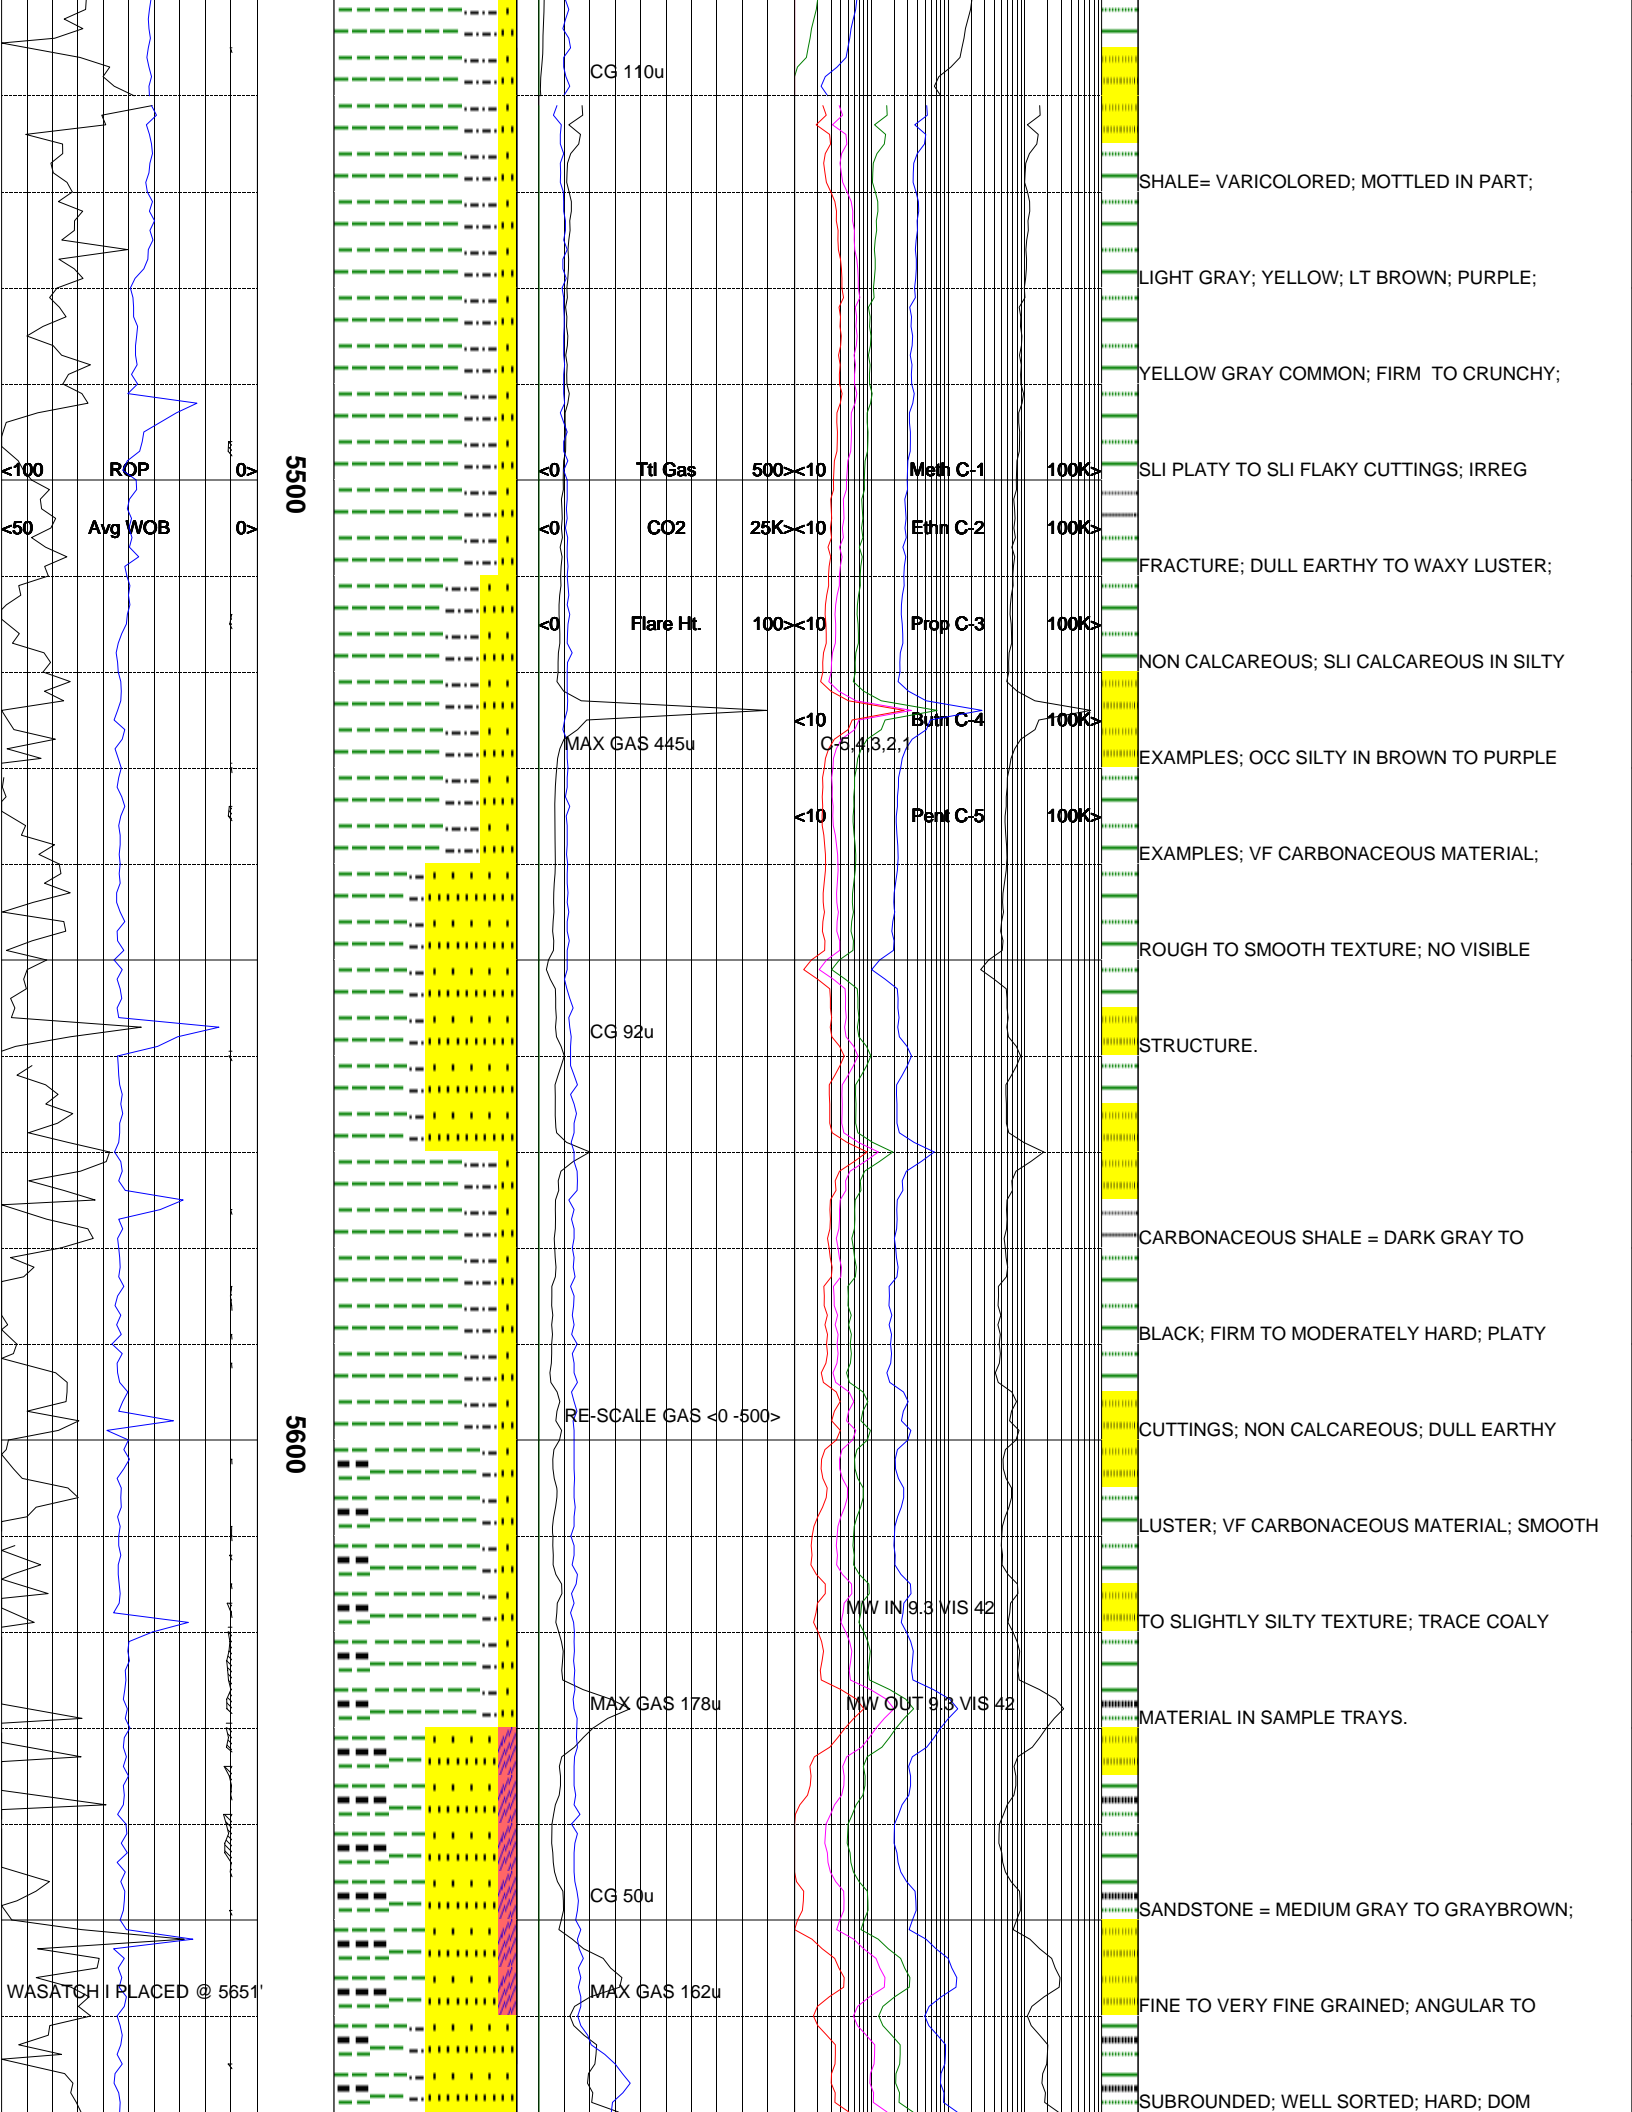 CG 110u
SHALE= VARICOLORED; MOTTLED IN PART;
LIGHT GRAY; YELLOW; LT BROWN; PURPLE;
YELLOW GRAY COMMON; FIRM  TO CRUNCHY;
<100 ROP 0> 5500 <0 Ttl Gas 500> <10 Meth C-1 100K> SLI PLATY TO SLI FLAKY CUTTINGS; IRREG
<50 Avg WOB 0> <0 CO2 25K> <10 Ethn C-2 100K>
FRACTURE; DULL EARTHY TO WAXY LUSTER;
<0 Flare Ht. 100> <10 Prop C-3 100K>
NON CALCAREOUS; SLI CALCAREOUS IN SILTY
<10 Butn C-4 100K>
MAX GAS 445u C-5,4,3,2,1
EXAMPLES; OCC SILTY IN BROWN TO PURPLE
<10 Pent C-5 100K>
EXAMPLES; VF CARBONACEOUS MATERIAL;
ROUGH TO SMOOTH TEXTURE; NO VISIBLE
CG 92u
STRUCTURE.
CARBONACEOUS SHALE = DARK GRAY TO
BLACK; FIRM TO MODERATELY HARD; PLATY
RE-SCALE GAS <0 -500>
5600 CUTTINGS; NON CALCAREOUS; DULL EARTHY
LUSTER; VF CARBONACEOUS MATERIAL; SMOOTH
MW IN 9.3 VIS 42
TO SLIGHTLY SILTY TEXTURE; TRACE COALY
MAX GAS 178u MW OUT 9.3 VIS 42
MATERIAL IN SAMPLE TRAYS.
CG 50u
SANDSTONE = MEDIUM GRAY TO GRAYBROWN;
WASATCH I PLACED @ 5651' MAX GAS 162u
FINE TO VERY FINE GRAINED; ANGULAR TO
SUBROUNDED; WELL SORTED; HARD; DOM